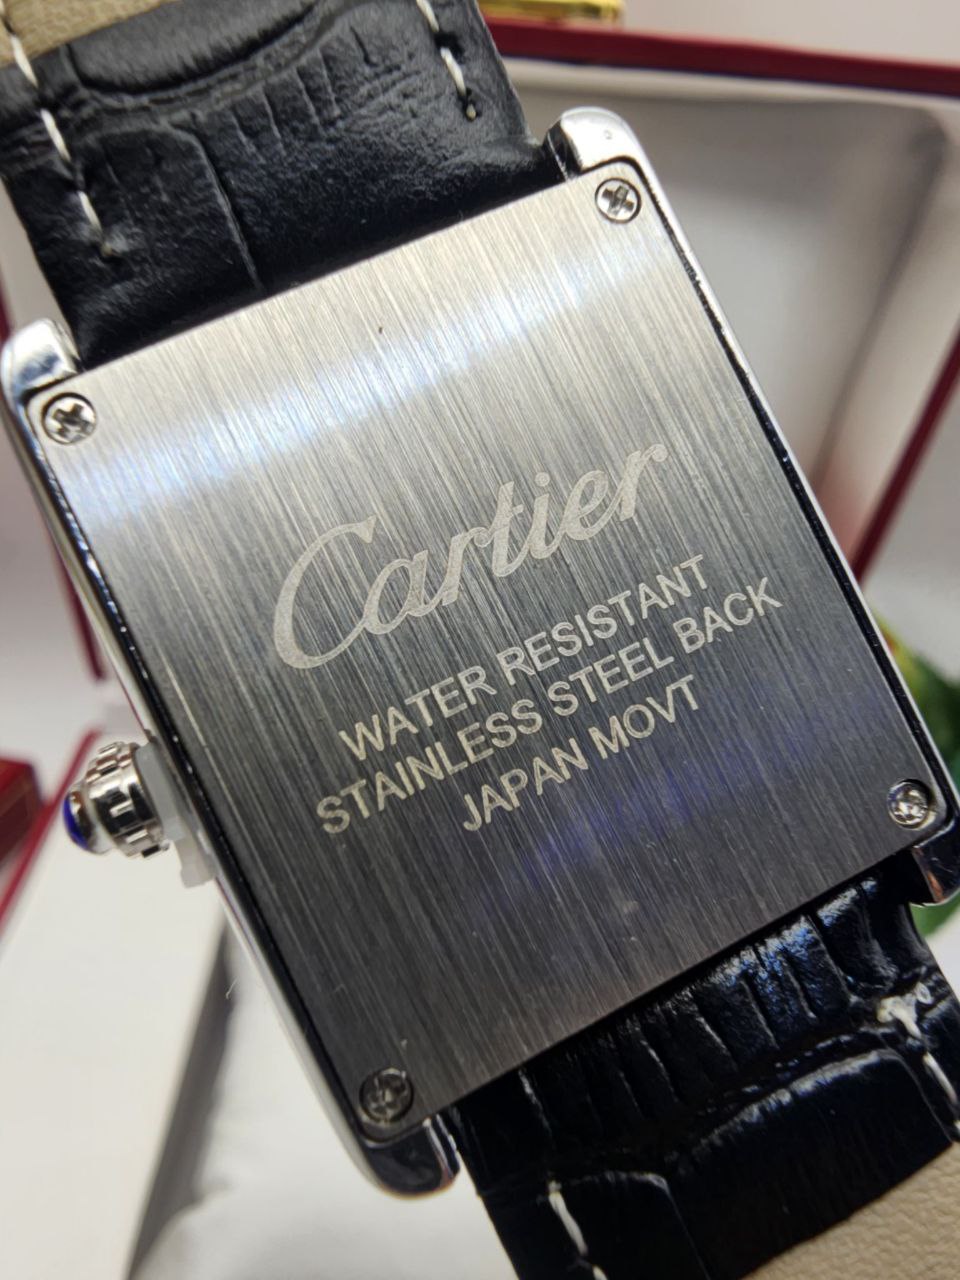 Cartier
WATER RESISTANT
STAINLESS STEEL BACK
JAPAN MOVT